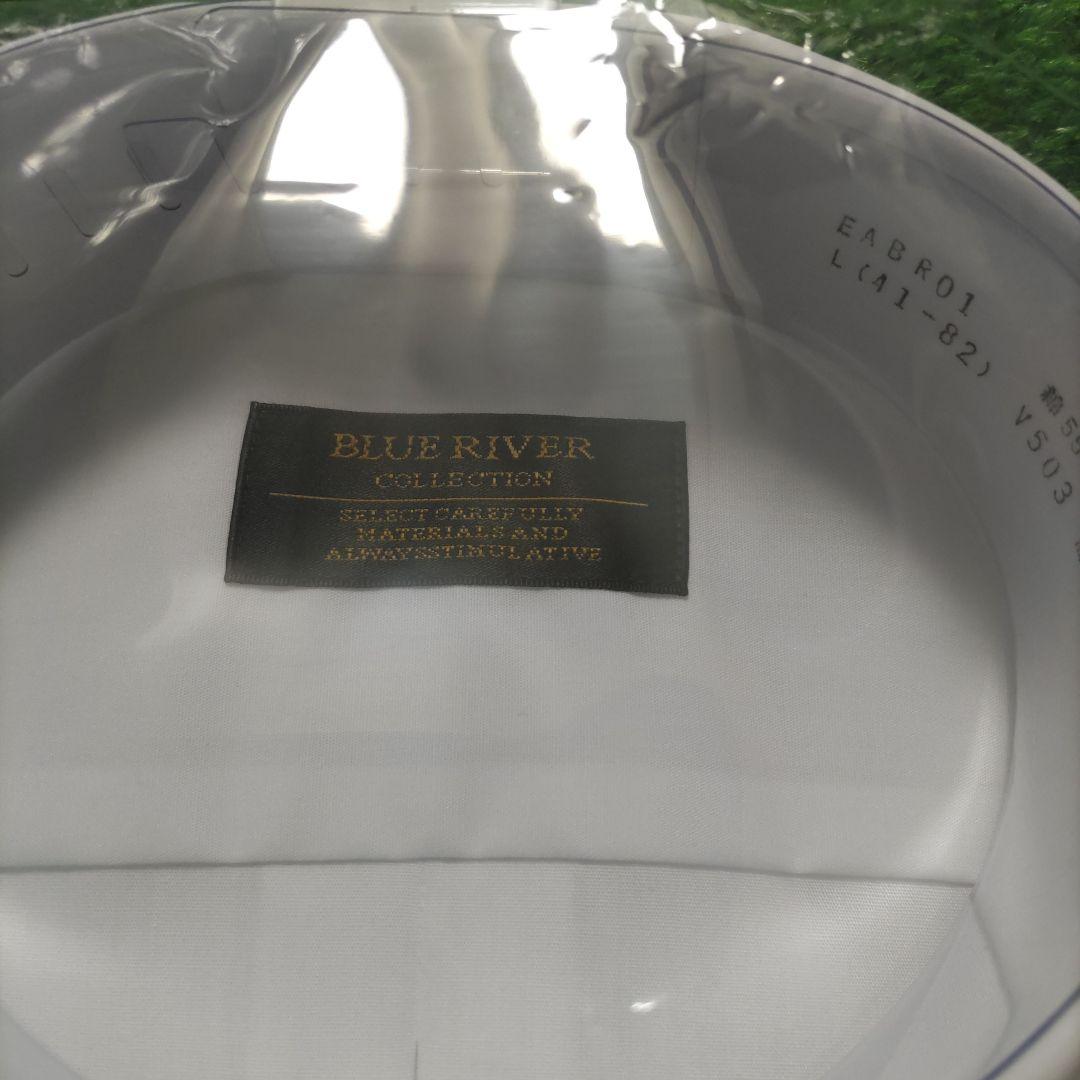 BLUE RIVER
COLLECTION
SELECT CAREFULLY
MATERIALS AND
ALWAYSSTIMULATIVE
EABR01
L(41-82)
V503